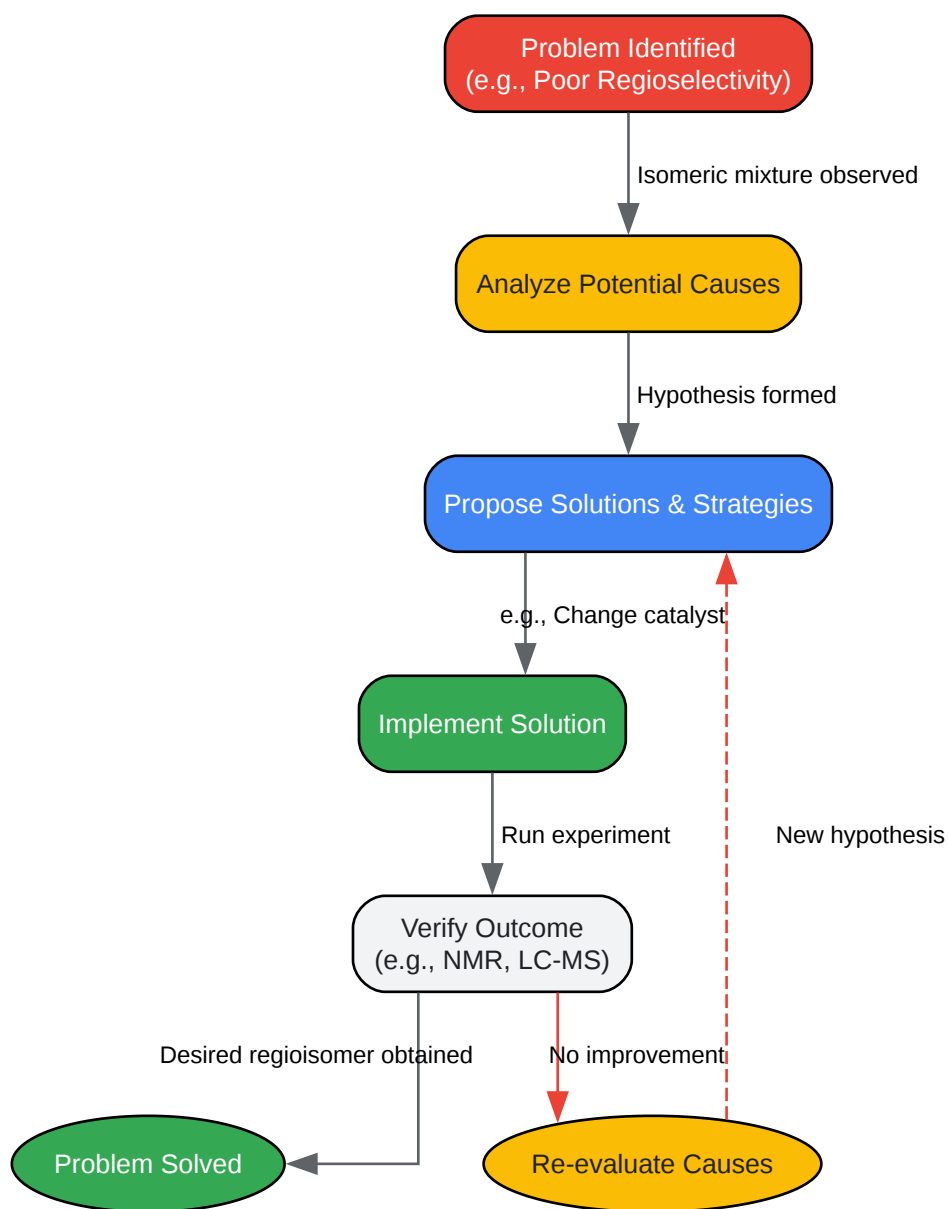 Problem Identified
(e.g., Poor Regioselectivity)
Isomeric mixture observed
Analyze Potential Causes
Hypothesis formed
Propose Solutions & Strategies
e.g., Change catalyst
Implement Solution
Run experiment
New hypothesis
Verify Outcome
(e.g., NMR, LC-MS)
Desired regioisomer obtained
No improvement
Problem Solved
Re-evaluate Causes